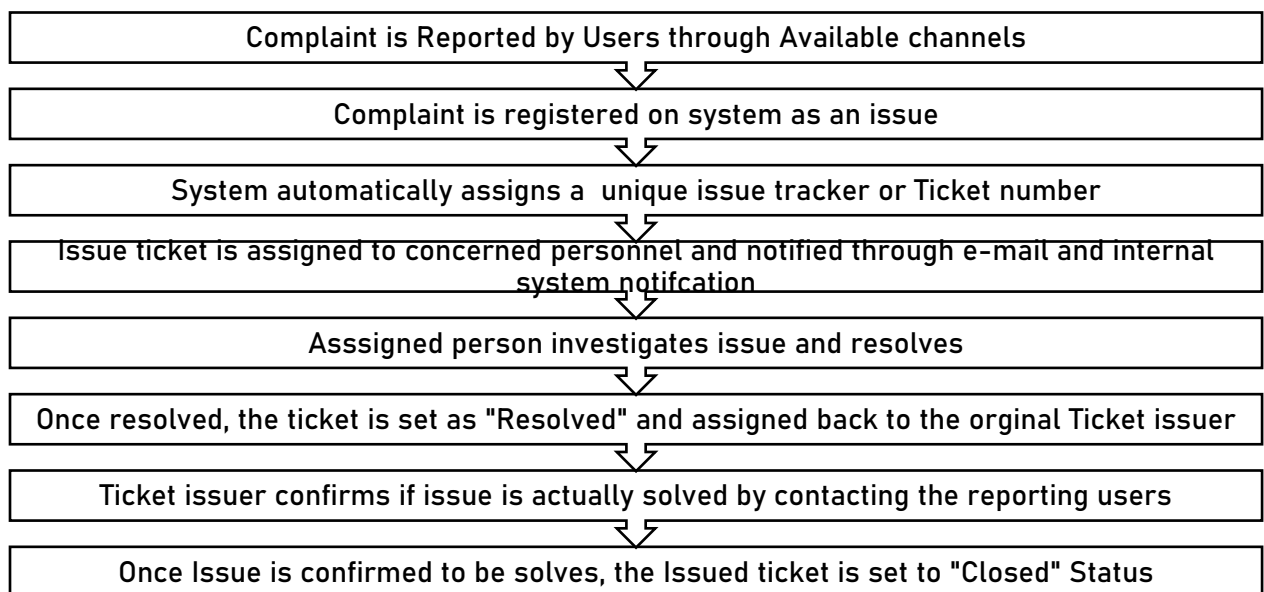 Complaint is Reported by Users through Available channels
Complaint is registered on system as an issue
System automatically assigns a  unique issue tracker or Ticket number
Issue ticket is assigned to concerned personnel and notified through e-mail and internal
system notifcation
Asssigned person investigates issue and resolves
Once resolved, the ticket is set as "Resolved" and assigned back to the orginal Ticket issuer
Ticket issuer confirms if issue is actually solved by contacting the reporting users
Once Issue is confirmed to be solves, the Issued ticket is set to "Closed" Status